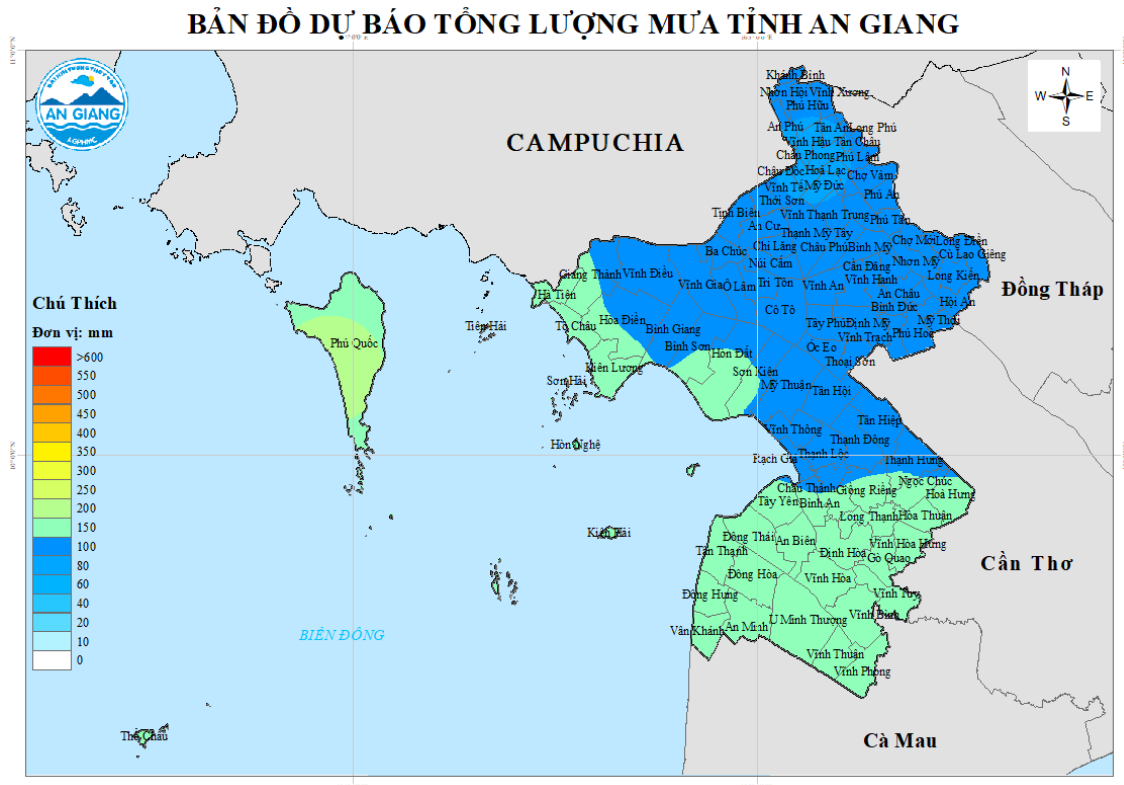 BẢN ĐỒ DỰ BÁO TỔNG LƯỢNG MƯA TỈNH AN GIANG
AN GIANG
N
W E
S
CAMPUCHIA
Khánh Bình
Nhơn Hội Vĩnh Xương
Phú Hữu
An Phú Tân An Long Phú
Vĩnh Hậu Tân Châu
Châu Phong Phú Lâm
Châu Đốc Hoà Lạc Chợ Vàm
Vĩnh Tế Mỹ Đức
Thới Sơn Phú An
Tịnh Biên Vĩnh Thạnh Trung Phú Tân
An Cư Thạnh Mỹ Tây
Ba Chúc Chi Lăng Châu Phú Bình Mỹ Chợ Mới Long Điền
Núi Cấm Cần Đăng Nhơn Mỹ Cù Lao Giêng
Giang Thành Vĩnh Điều Vĩnh Gia Ô Lâm Tri Tôn Vĩnh An Vĩnh Hanh Long Kiến
Hà Tiên An Châu Hội An
Cô Tô Bình Đức
Tô Châu Hòa Điền Bình Giang Tây Phú Định Mỹ Mỹ Thới
Tiên Hải Vĩnh Trạch Phú Hoà
Bình Sơn Hòn Đất Óc Eo
Thoại Sơn
Kiên Lương Sơn Kiên
Sơn Hải Mỹ Thuận Tân Hội
Đồng Tháp
Phú Quốc
Chú Thích
Đơn vị: mm
>600
550
500
450
400
350
300
250
200
150
100
80
60
40
20
10
0
Tân Hiệp
Vĩnh Thông Thạnh Đông
Hòn Nghệ
Rạch Giá Thạnh Lộc Thạnh Hưng
Châu Thành Giồng Riềng Ngọc Chúc
Tây Yên Bình An Hoà Hưng
Long Thạnh Hòa Thuận
Kiên Hải
Đông Thái An Biên Vĩnh Hòa Hưng
Tân Thạnh Định Hòa Gò Quao
Đông Hòa Vĩnh Hòa
Đông Hưng Vĩnh Tuy
U Minh Thượng Vĩnh Bình
Vân Khánh An Minh
Vĩnh Thuận
Vĩnh Phong
Cần Thơ
BIỂN ĐÔNG
Thổ Châu
Cà Mau